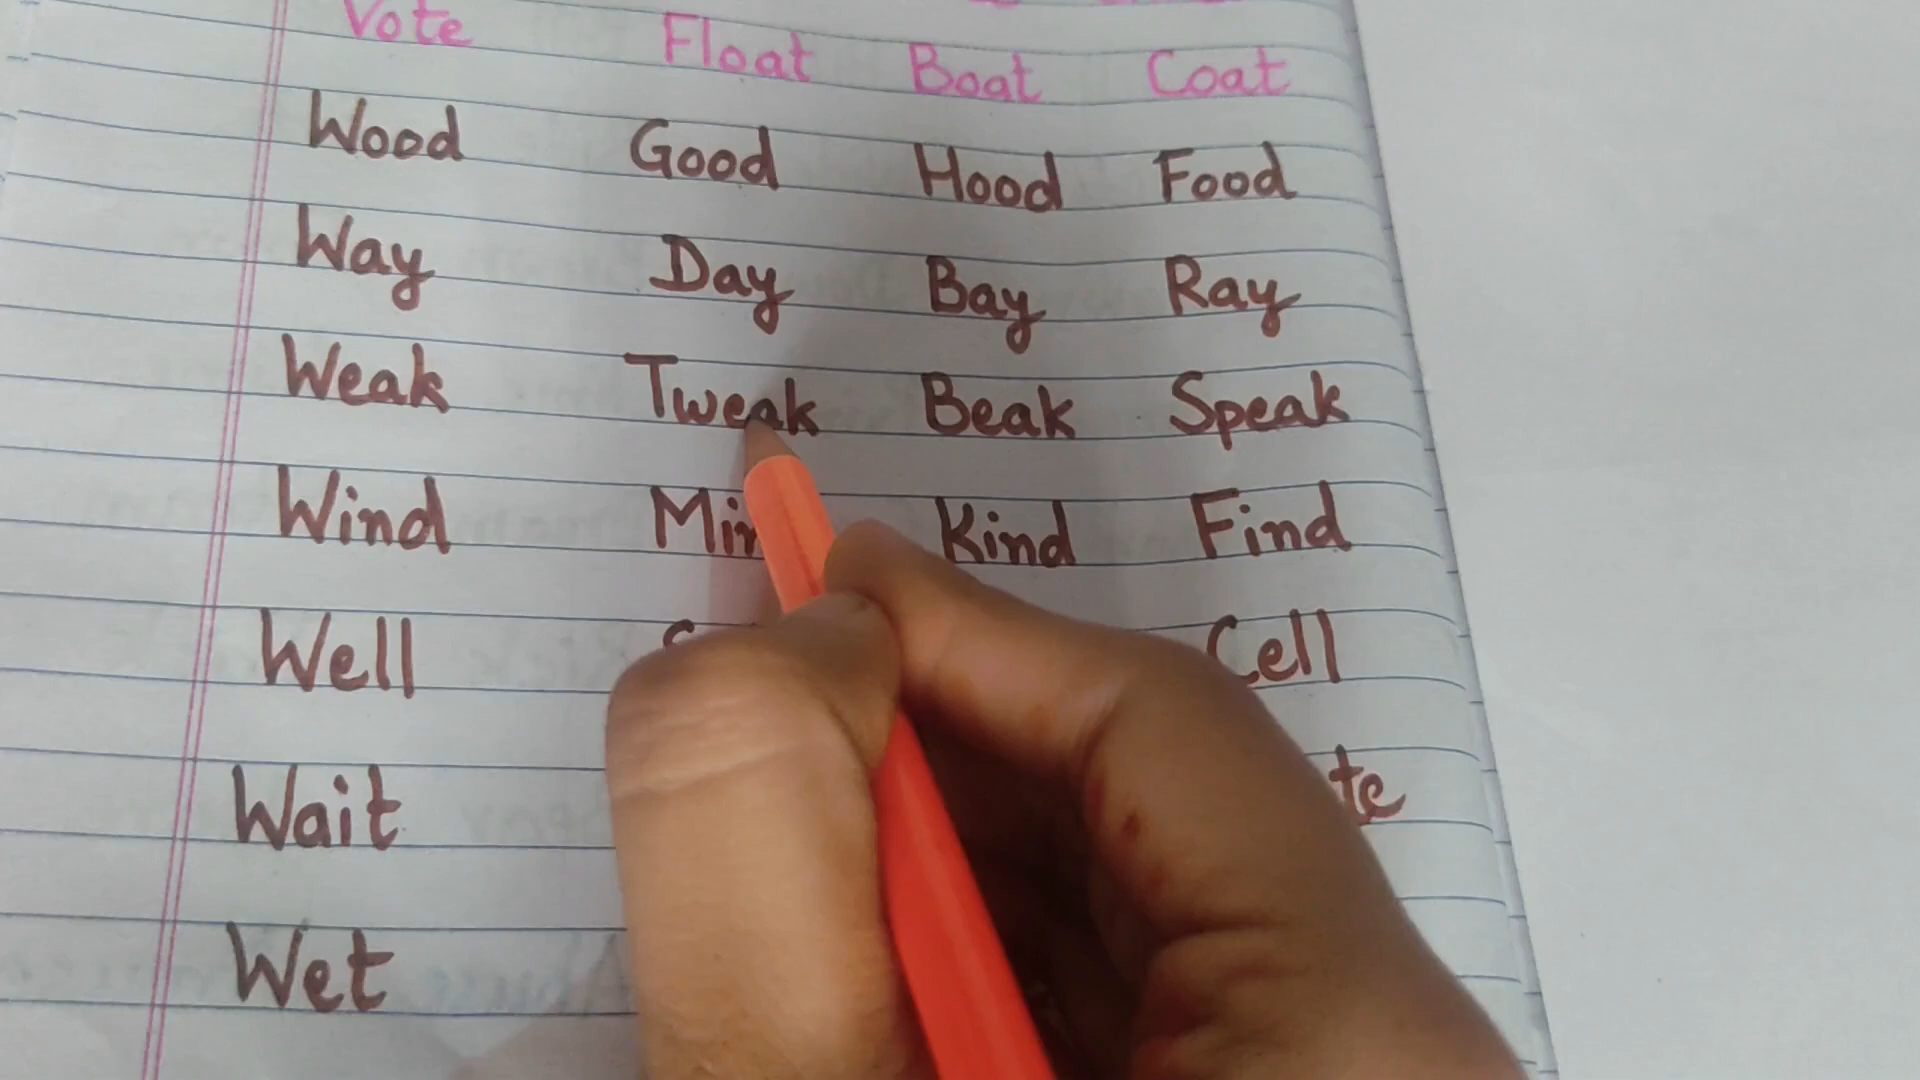 Vote Float Boat Coat
Wood Good Hood Food
Way Day Bay Ray
Weak Tweak Beak Speak
Wind Kind Find
Well Cell
Wait
Wet